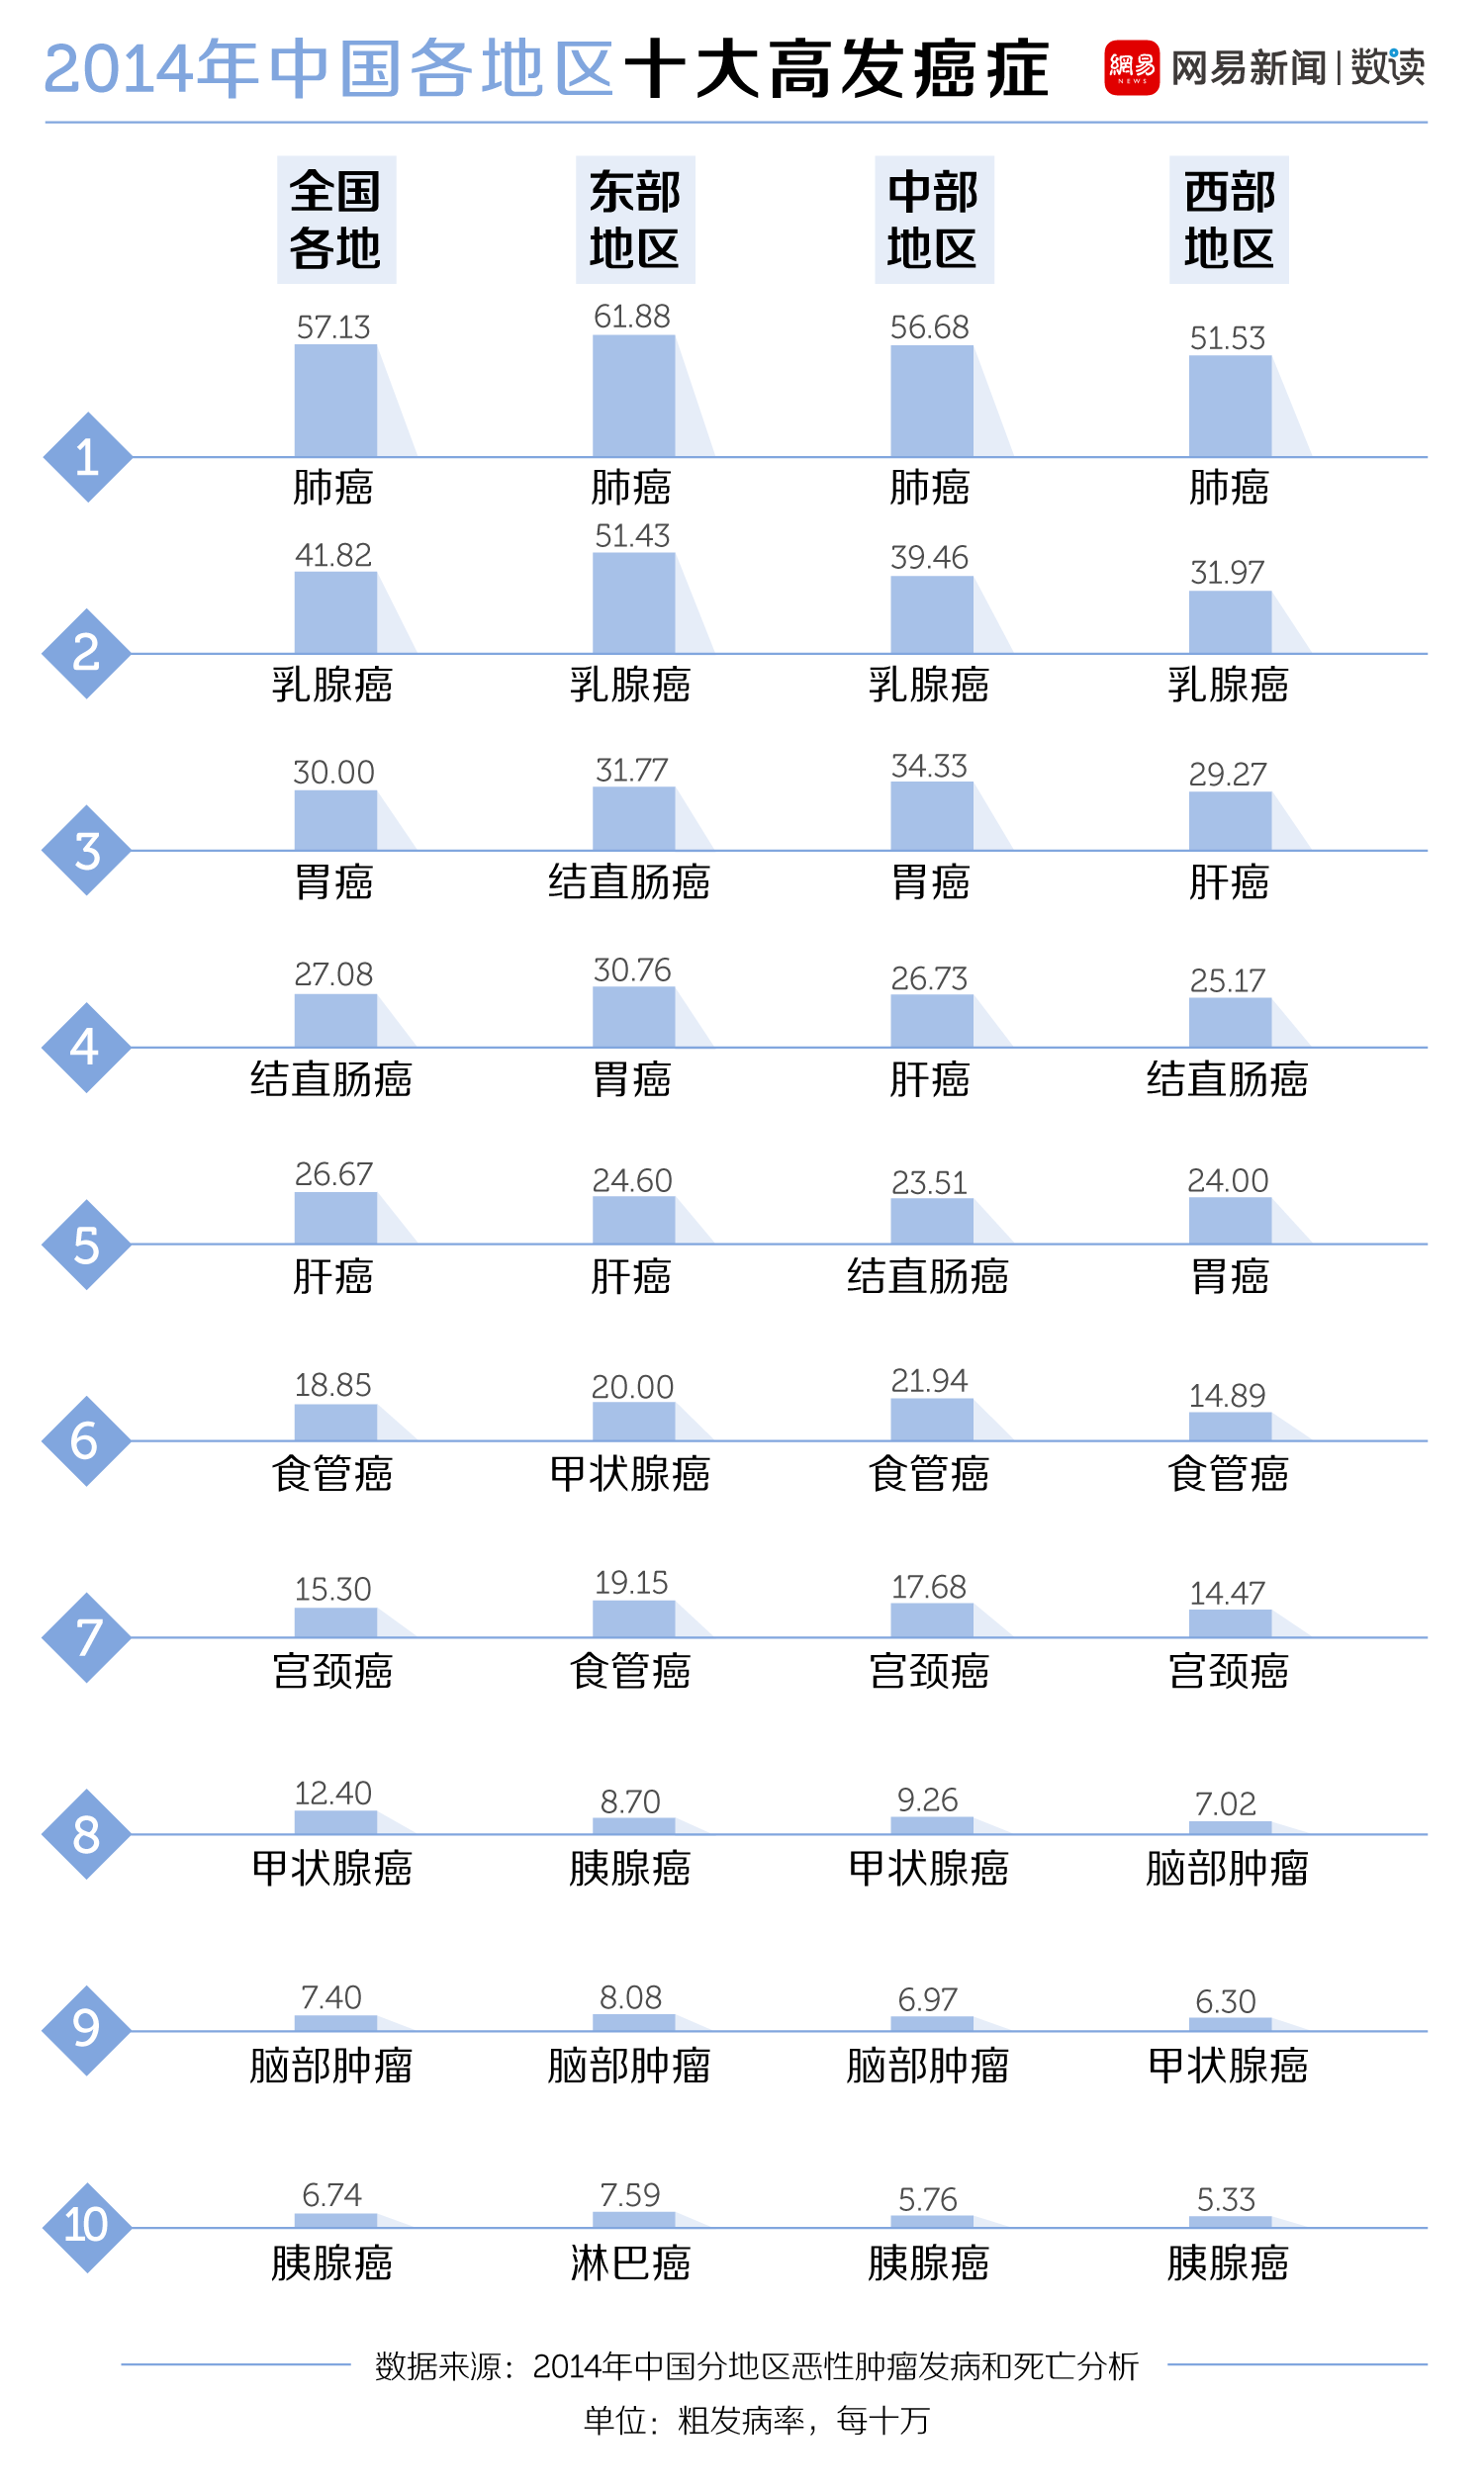 2014年中国各地区十大高发癌症
網易
NEWS
网易新闻 | 数读
全国
各地
东部
地区
中部
地区
西部
地区
57.13 61.88 56.68 51.53
1
肺癌 肺癌 肺癌 肺癌
41.82 51.43 39.46 31.97
2
乳腺癌 乳腺癌 乳腺癌 乳腺癌
30.00 31.77 34.33 29.27
3
胃癌 结直肠癌 胃癌 肝癌
27.08 30.76 26.73 25.17
4
结直肠癌 胃癌 肝癌 结直肠癌
26.67 24.60 23.51 24.00
5
肝癌 肝癌 结直肠癌 胃癌
18.85 20.00 21.94 14.89
6
食管癌 甲状腺癌 食管癌 食管癌
15.30 19.15 17.68 14.47
7
宫颈癌 食管癌 宫颈癌 宫颈癌
12.40 8.70 9.26 7.02
8
甲状腺癌 胰腺癌 甲状腺癌 脑部肿瘤
7.40 8.08 6.97 6.30
9
脑部肿瘤 脑部肿瘤 脑部肿瘤 甲状腺癌
6.74 7.59 5.76 5.33
10
胰腺癌 淋巴癌 胰腺癌 胰腺癌
数据来源：2014年中国分地区恶性肿瘤发病和死亡分析
单位：粗发病率，每十万